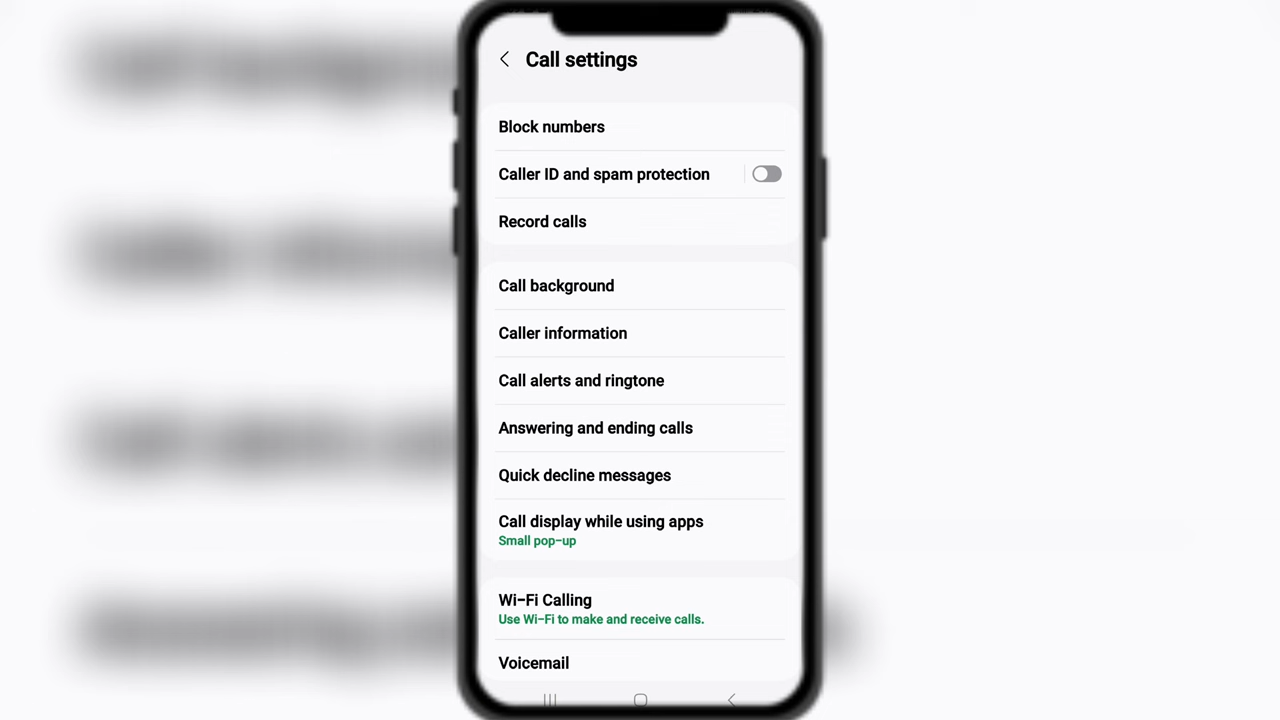 Call settings
Block numbers
Caller ID and spam protection
Record calls
Call background
Caller information
Call alerts and ringtone
Answering and ending calls
Quick decline messages
Call display while using apps
Small pop-up
Wi-Fi Calling
Use Wi-Fi to make and receive calls.
Voicemail